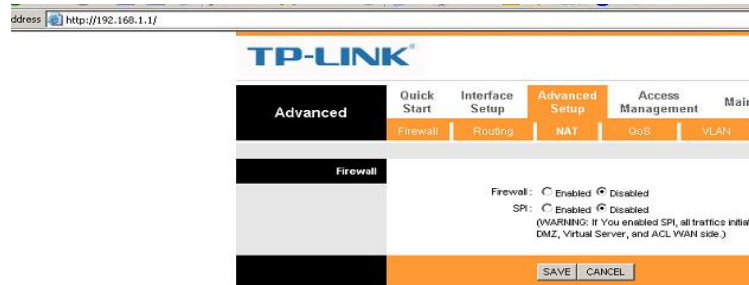 ddress http://192.168.1.1/
TP-LINK®
Advanced
Quick Start
Interface Setup
Advanced Setup
Access Management
Main
Firewall Routing NAT QoS VLAN
Firewall
Firewall: Enabled Disabled
SPI: Enabled Disabled
(WARNING: If You enabled SPI, all traffics initiat
DMZ, Virtual Server, and ACL WAN side.)
SAVE CANCEL